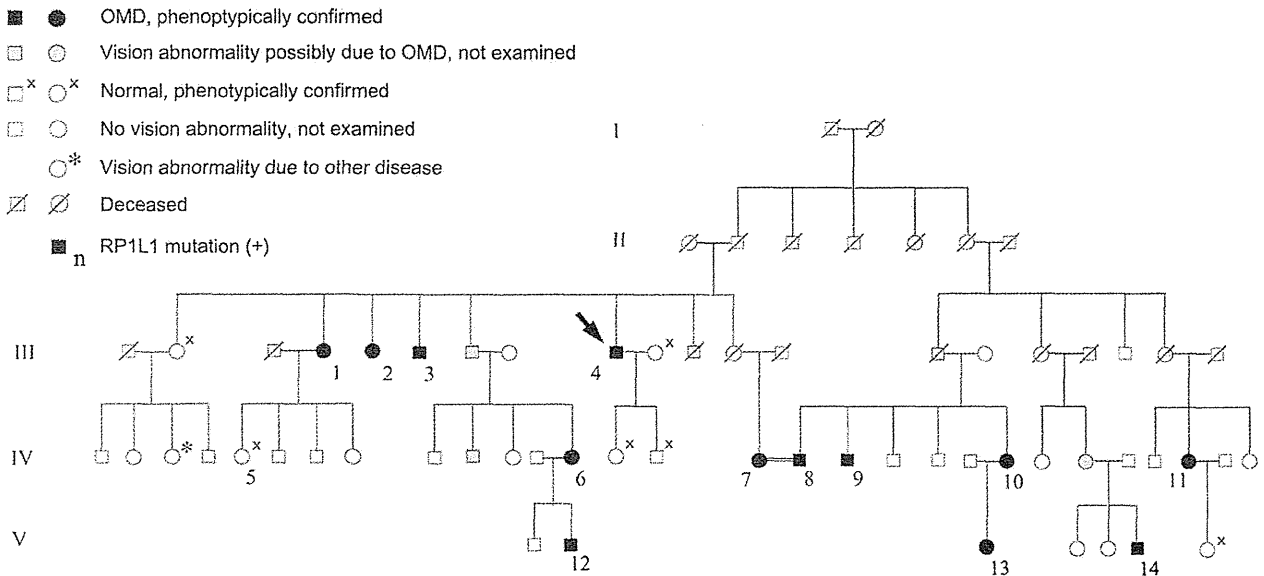 OMD, phenoptypically confirmed
Vision abnormality possibly due to OMD, not examined
x x Normal, phenotypically confirmed
No vision abnormality, not examined
* Vision abnormality due to other disease
Deceased
n RP1L1 mutation (+)
I
II
x x
III
1 2 3 4
* x x x
IV
5 6 7 8 9 10 11
x
V
12 13 14